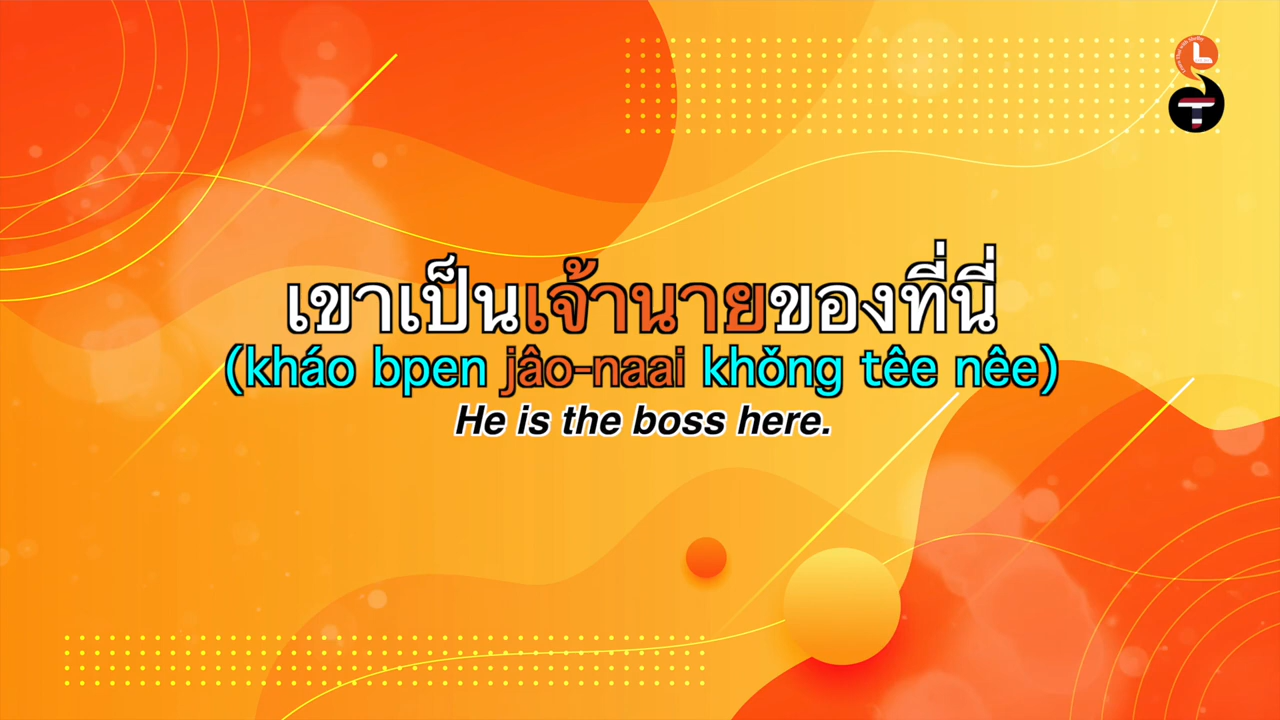 เขาเป็นเจ้านายของที่นี่
(kháo bpen jâo-naai khǒng têe nêe)
He is the boss here.
L
T